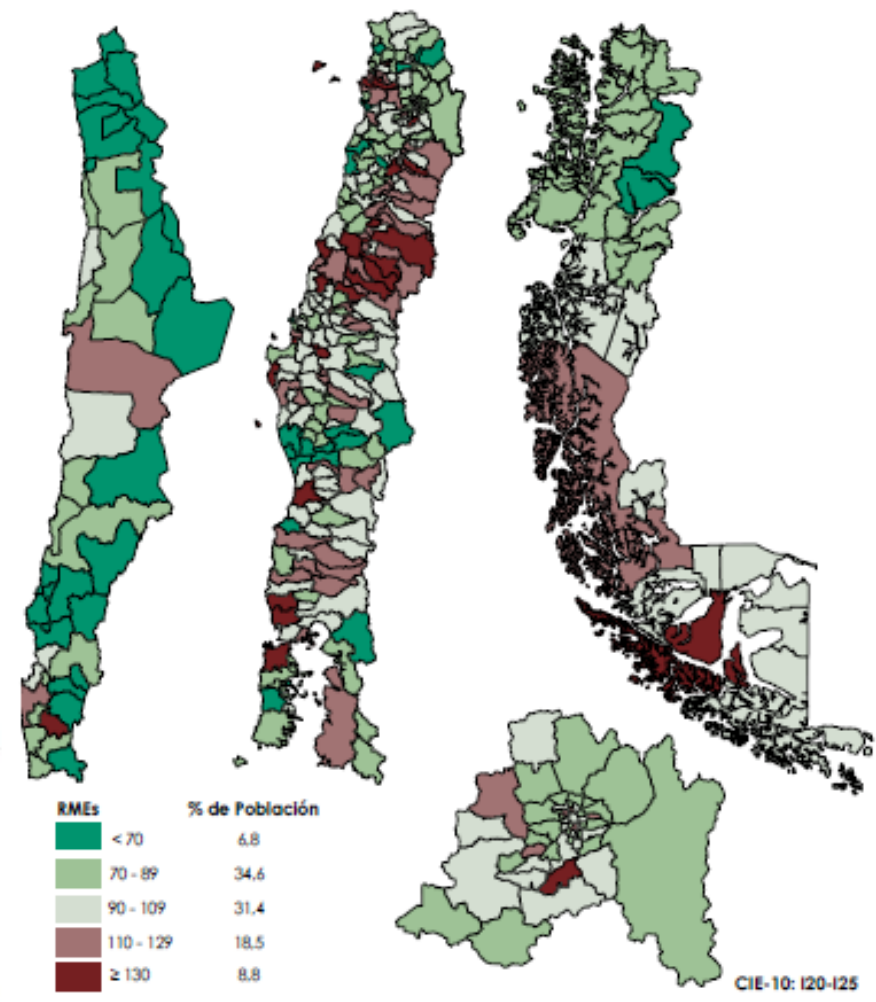 RMEs % de Población
< 70 6,8
70 - 89 34,6
90 - 109 31,4
110 - 129 18,5
≥ 130 8,8
CIE-10: I20-I25